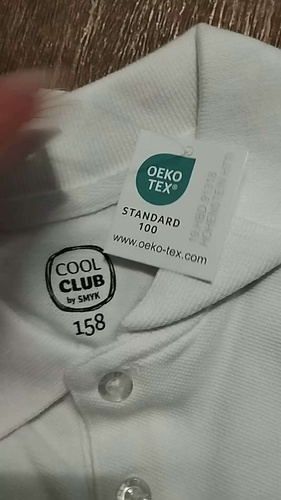 OEKO
TEX®
STANDARD
100
www.oeko-tex.com
COOL
CLUB
by SMYK
158